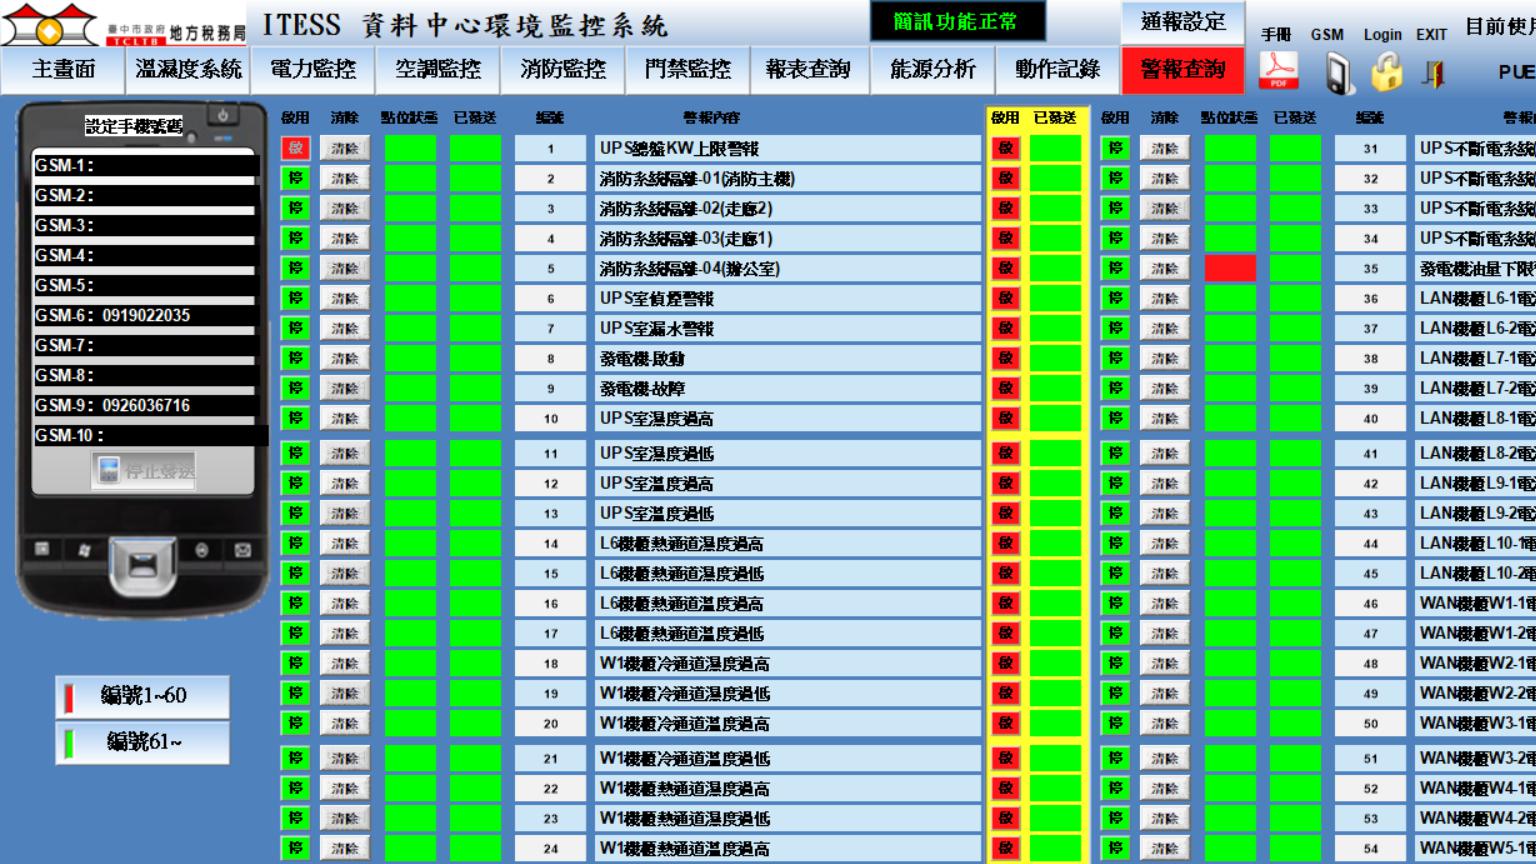 臺中市政府 地方稅務局
TCLTB
ITESS 資料中心環境監控系統
簡訊功能正常
通報設定
手冊 GSM Login EXIT
目前使用
主畫面 溫濕度系統 電力監控 空調監控 消防監控 門禁監控 報表查詢 能源分析 動作記錄 警報查詢
PDF
PUE
設定手機號碼
GSM-1:
GSM-2:
GSM-3:
GSM-4:
GSM-5:
GSM-6: 0919022035
GSM-7:
GSM-8:
GSM-9: 0926036716
GSM-10:
停止發送
編號1~60
編號61~
啟用 清除 點位狀態 已發送 編號 警報內容 啟用 已發送 啟用 清除 點位狀態 已發送 編號
啟 清除 1 UPS總盤KW上限警報 啟 停 清除 31 UPS不斷電系統
停 清除 2 消防系統隔離-01(消防主機) 啟 停 清除 32 UPS不斷電系統
停 清除 3 消防系統隔離-02(走廊2) 啟 停 清除 33 UPS不斷電系統
停 清除 4 消防系統隔離-03(走廊1) 啟 停 清除 34 UPS不斷電系統
停 清除 5 消防系統隔離-04(辦公室) 啟 停 清除 35 發電機油量下限
停 清除 6 UPS室偵煙警報 啟 停 清除 36 LAN機櫃L6-1電
停 清除 7 UPS室漏水警報 啟 停 清除 37 LAN機櫃L6-2電
停 清除 8 發電機-啟動 啟 停 清除 38 LAN機櫃L7-1電
停 清除 9 發電機-故障 啟 停 清除 39 LAN機櫃L7-2電
停 清除 10 UPS室濕度過高 啟 停 清除 40 LAN機櫃L8-1電
停 清除 11 UPS室濕度過低 啟 停 清除 41 LAN機櫃L8-2電
停 清除 12 UPS室溫度過高 啟 停 清除 42 LAN機櫃L9-1電
停 清除 13 UPS室溫度過低 啟 停 清除 43 LAN機櫃L9-2電
停 清除 14 L6機櫃熱通道濕度過高 啟 停 清除 44 LAN機櫃L10-1電
停 清除 15 L6機櫃熱通道濕度過低 啟 停 清除 45 LAN機櫃L10-2電
停 清除 16 L6機櫃熱通道溫度過高 啟 停 清除 46 WAN機櫃W1-1電
停 清除 17 L6機櫃熱通道溫度過低 啟 停 清除 47 WAN機櫃W1-2電
停 清除 18 W1機櫃冷通道濕度過高 啟 停 清除 48 WAN機櫃W2-1電
停 清除 19 W1機櫃冷通道濕度過低 啟 停 清除 49 WAN機櫃W2-2電
停 清除 20 W1機櫃冷通道溫度過高 啟 停 清除 50 WAN機櫃W3-1電
停 清除 21 W1機櫃冷通道溫度過低 啟 停 清除 51 WAN機櫃W3-2電
停 清除 22 W1機櫃熱通道濕度過高 啟 停 清除 52 WAN機櫃W4-1電
停 清除 23 W1機櫃熱通道濕度過低 啟 停 清除 53 WAN機櫃W4-2電
停 清除 24 W1機櫃熱通道溫度過高 啟 停 清除 54 WAN機櫃W5-1電